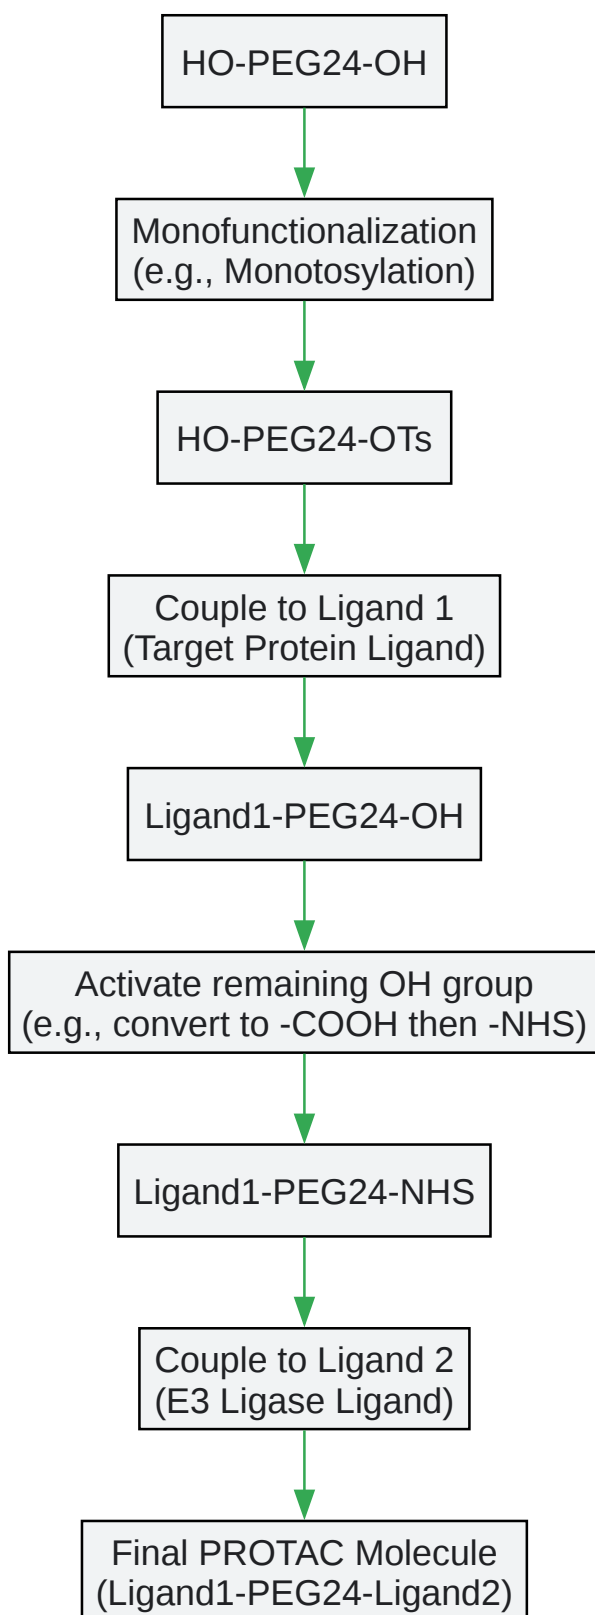 HO-PEG24-OH
Monofunctionalization
(e.g., Monotosylation)
HO-PEG24-OTs
Couple to Ligand 1
(Target Protein Ligand)
Ligand1-PEG24-OH
Activate remaining OH group
(e.g., convert to -COOH then -NHS)
Ligand1-PEG24-NHS
Couple to Ligand 2
(E3 Ligase Ligand)
Final PROTAC Molecule
(Ligand1-PEG24-Ligand2)